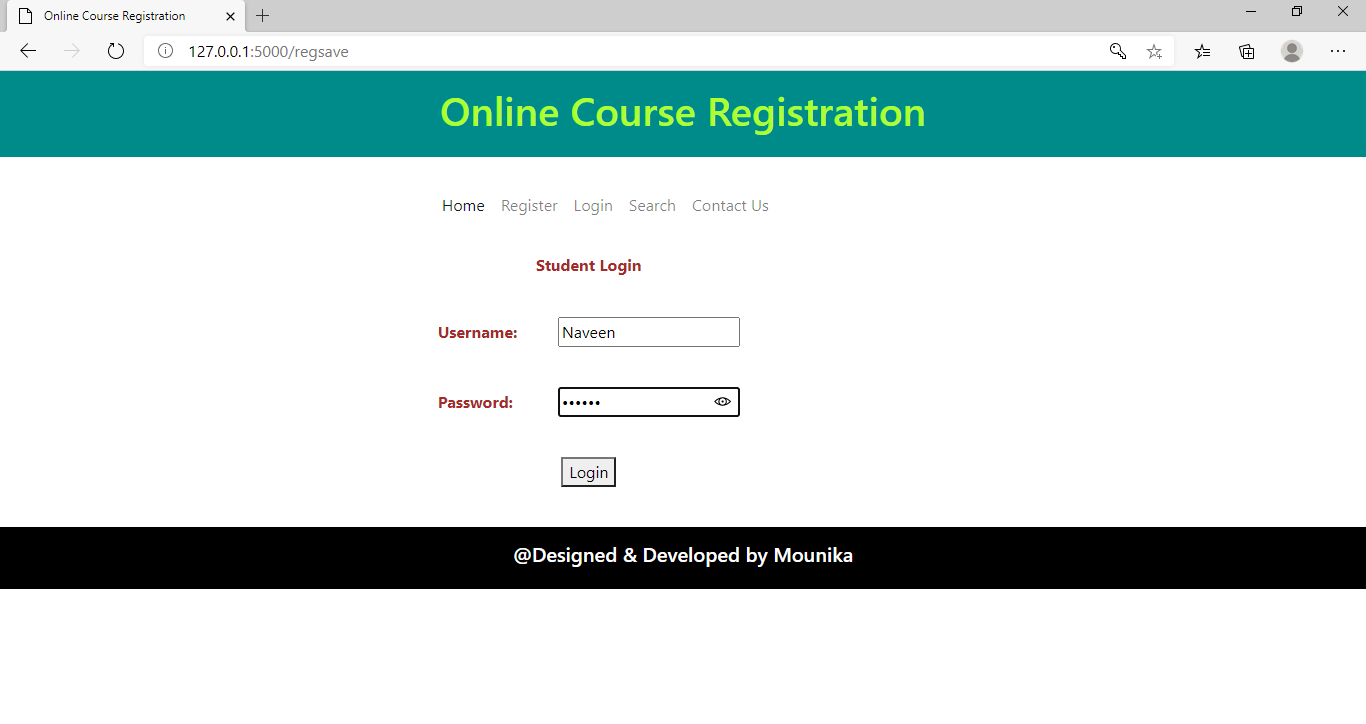 Online Course Registration
127.0.0.1:5000/regsave
Online Course Registration
Home Register Login Search Contact Us
Student Login
Username: Naveen
Password: ••••••
Login
@Designed & Developed by Mounika